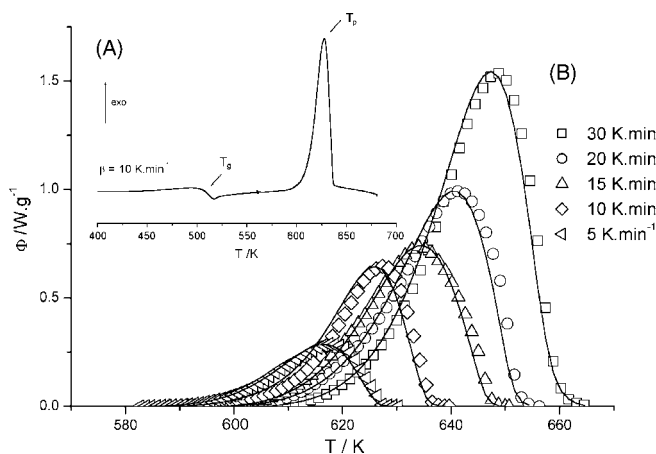 (A)
T_p
exo
β = 10 K.min⁻
T_g
400 450 500 550 600 650 700
T / K
(B)
□ 30 K.min
○ 20 K.min
△ 15 K.min
◇ 10 K.min
◁ 5 K.min⁻¹
Φ /W.g⁻¹
1.5
1.0
0.5
0.0
580 600 620 640 660
T / K